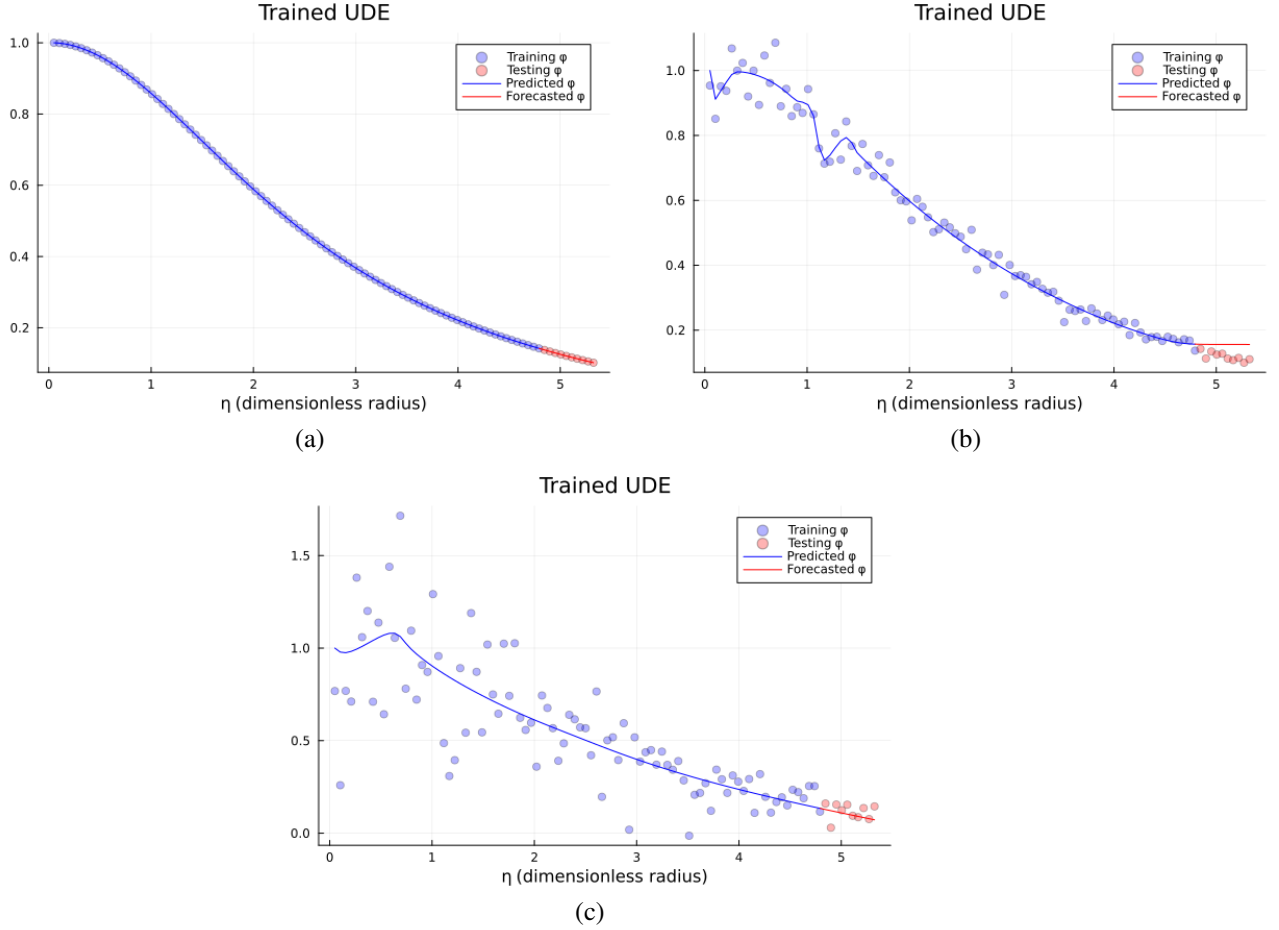 Trained UDE
1.0
0.8
0.6
0.4
0.2
Training φ
Testing φ
Predicted φ
Forecasted φ
0 1 2 3 4 5
η (dimensionless radius)
(a)
Trained UDE
1.0
0.8
0.6
0.4
0.2
Training φ
Testing φ
Predicted φ
Forecasted φ
0 1 2 3 4 5
η (dimensionless radius)
(b)
Trained UDE
1.5
1.0
0.5
0.0
Training φ
Testing φ
Predicted φ
Forecasted φ
0 1 2 3 4 5
η (dimensionless radius)
(c)